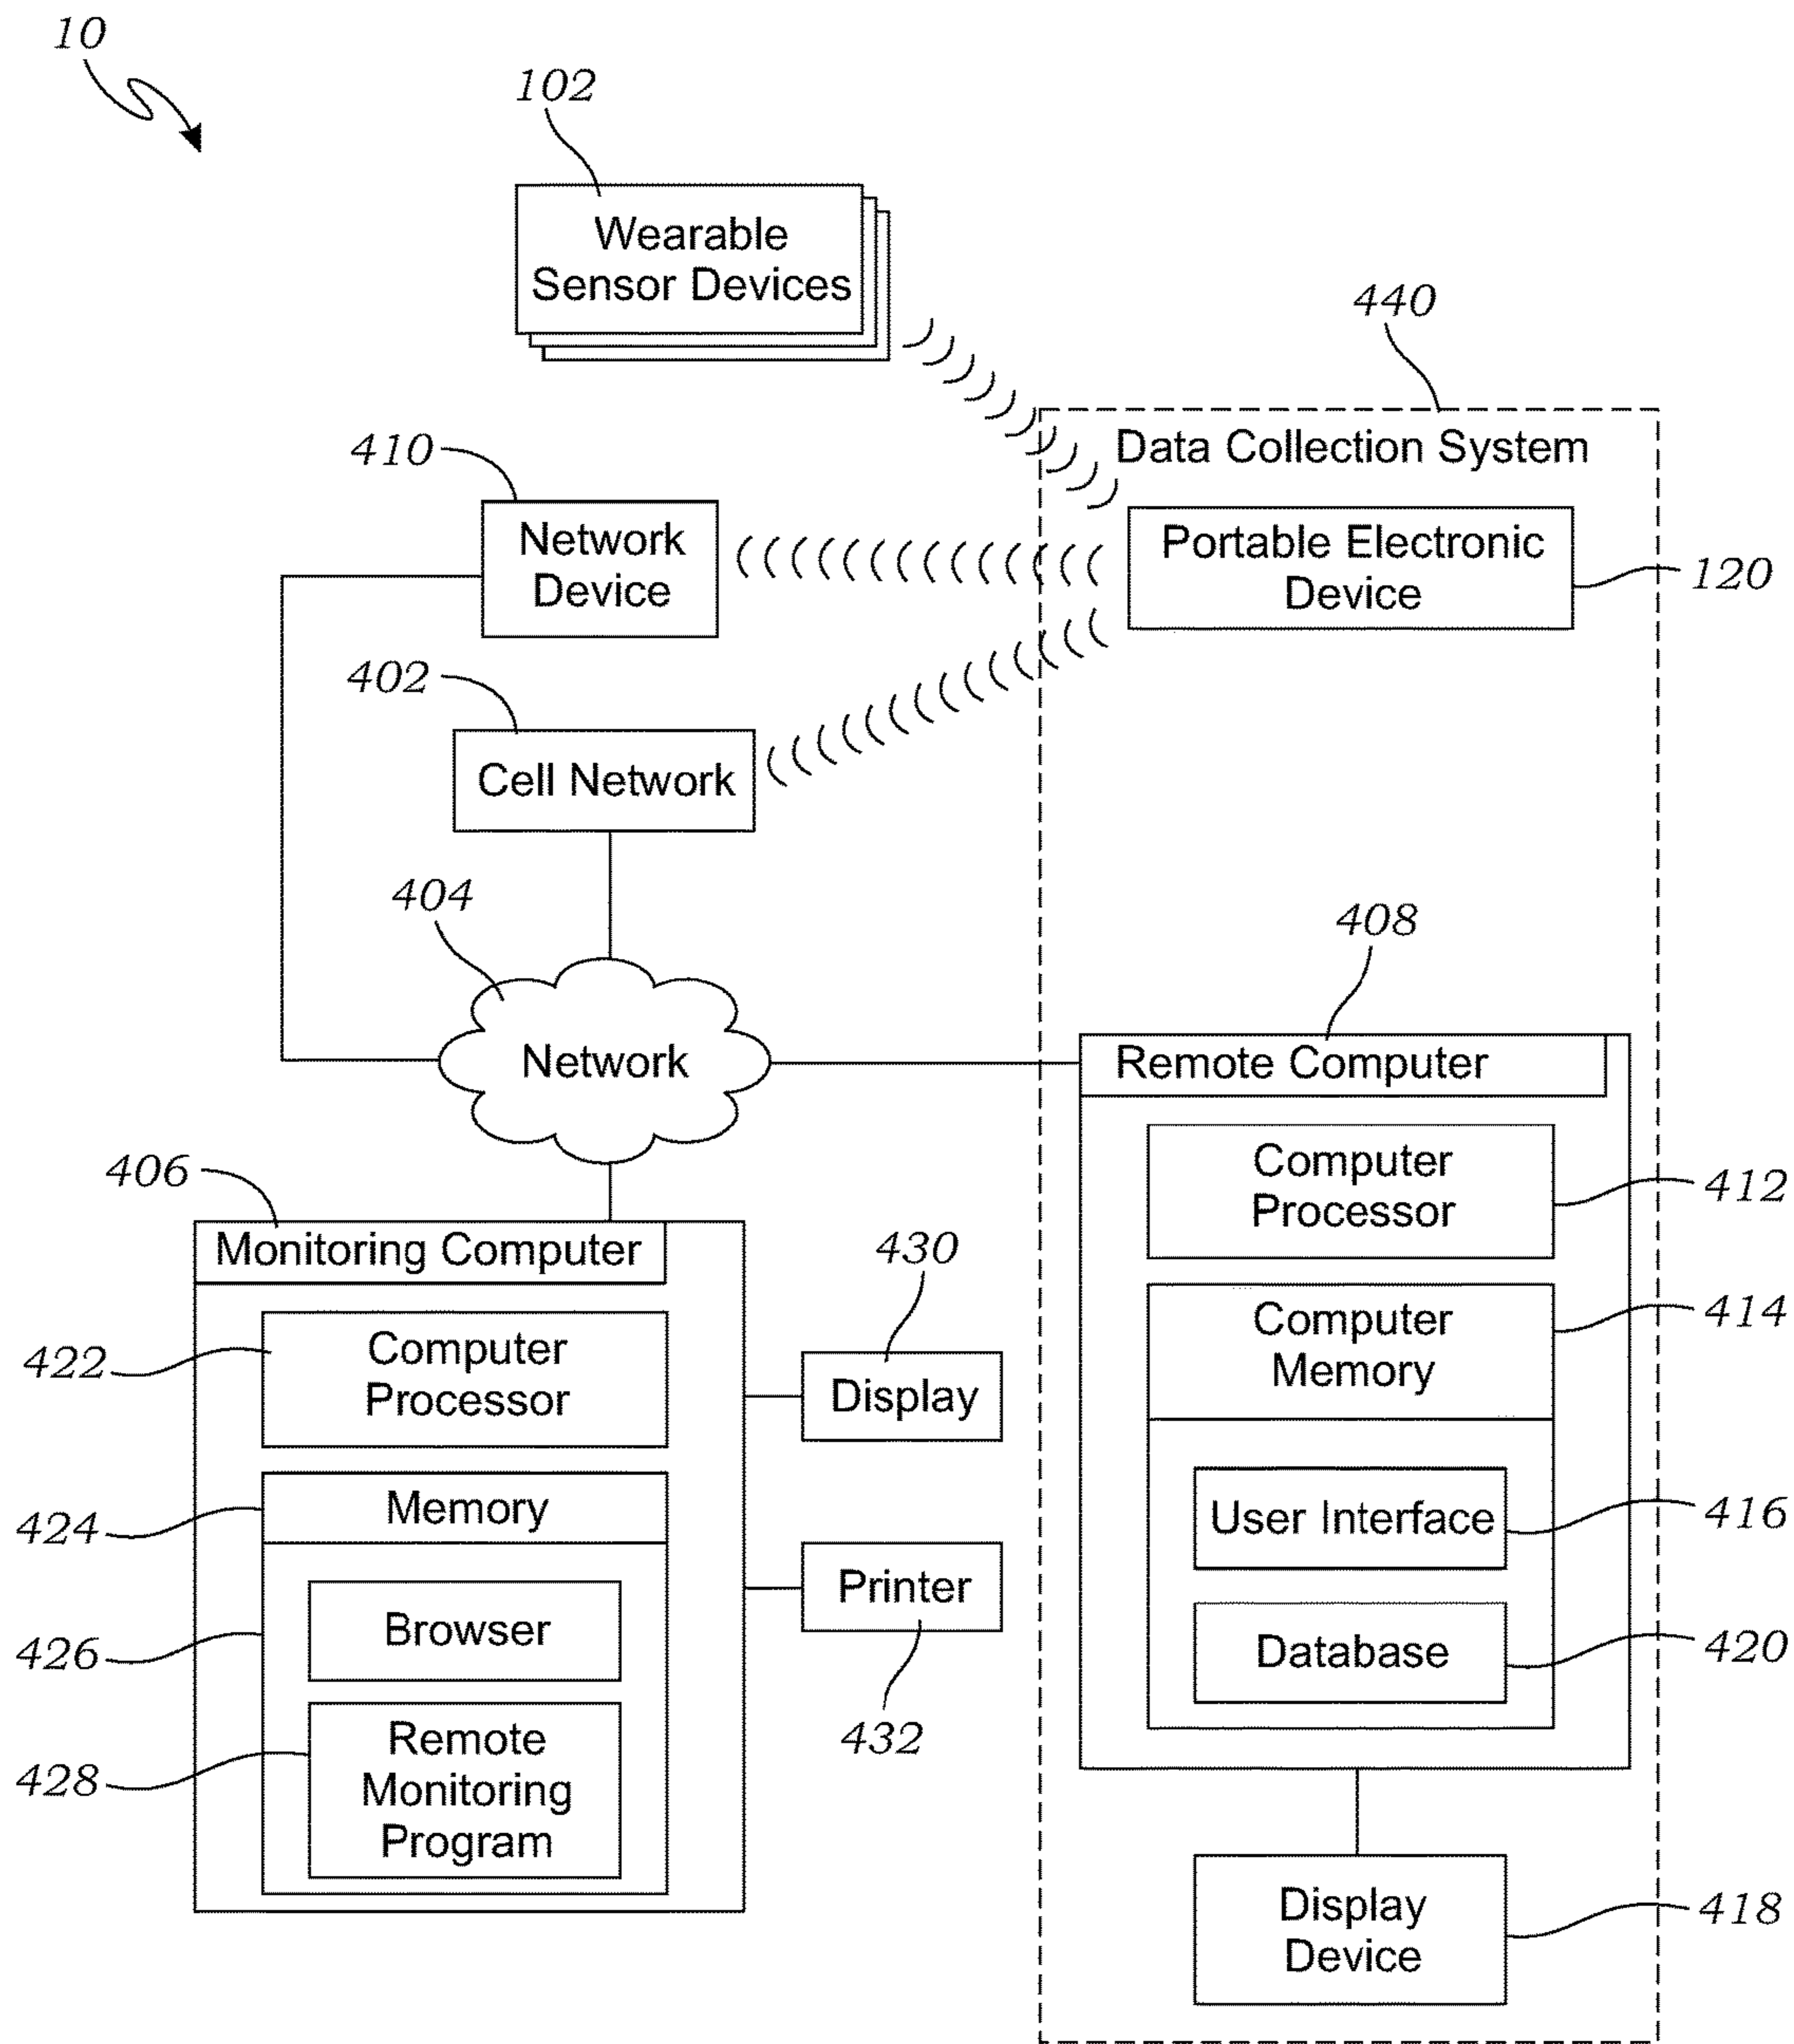 10
102
Wearable
Sensor Devices
440
Data Collection System
410
Network
Device
Portable Electronic
Device
120
402
Cell Network
404
Network
408
Remote Computer
Computer
Processor
412
Computer
Memory
414
User Interface
416
Database
420
Display
Device
418
406
Monitoring Computer
422
Computer
Processor
430
Display
424
Memory
Printer
432
426
Browser
428
Remote
Monitoring
Program